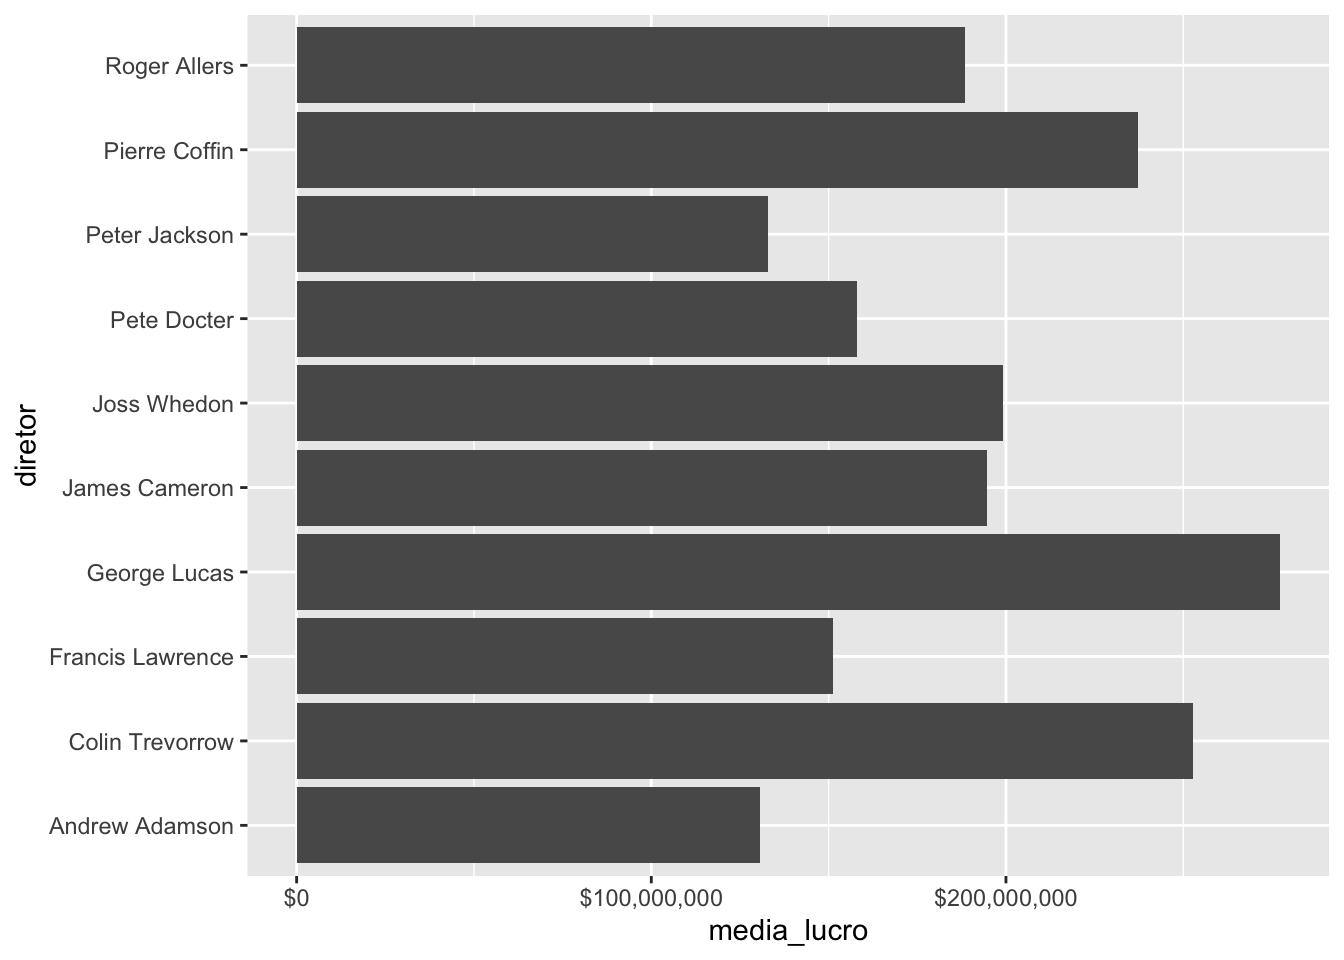 diretor
Roger Allers
Pierre Coffin
Peter Jackson
Pete Docter
Joss Whedon
James Cameron
George Lucas
Francis Lawrence
Colin Trevorrow
Andrew Adamson
$0 $100,000,000 $200,000,000
media_lucro